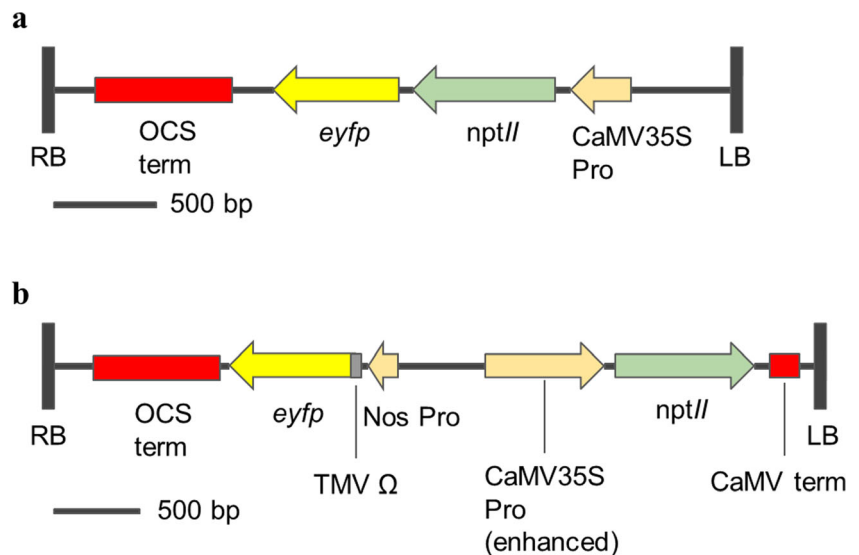 a
RB
OCS
term
eyfp
nptII
CaMV35S
Pro
LB
500 bp
b
RB
OCS
term
eyfp
Nos Pro
TMV Ω
CaMV35S
Pro
(enhanced)
nptII
CaMV term
LB
500 bp